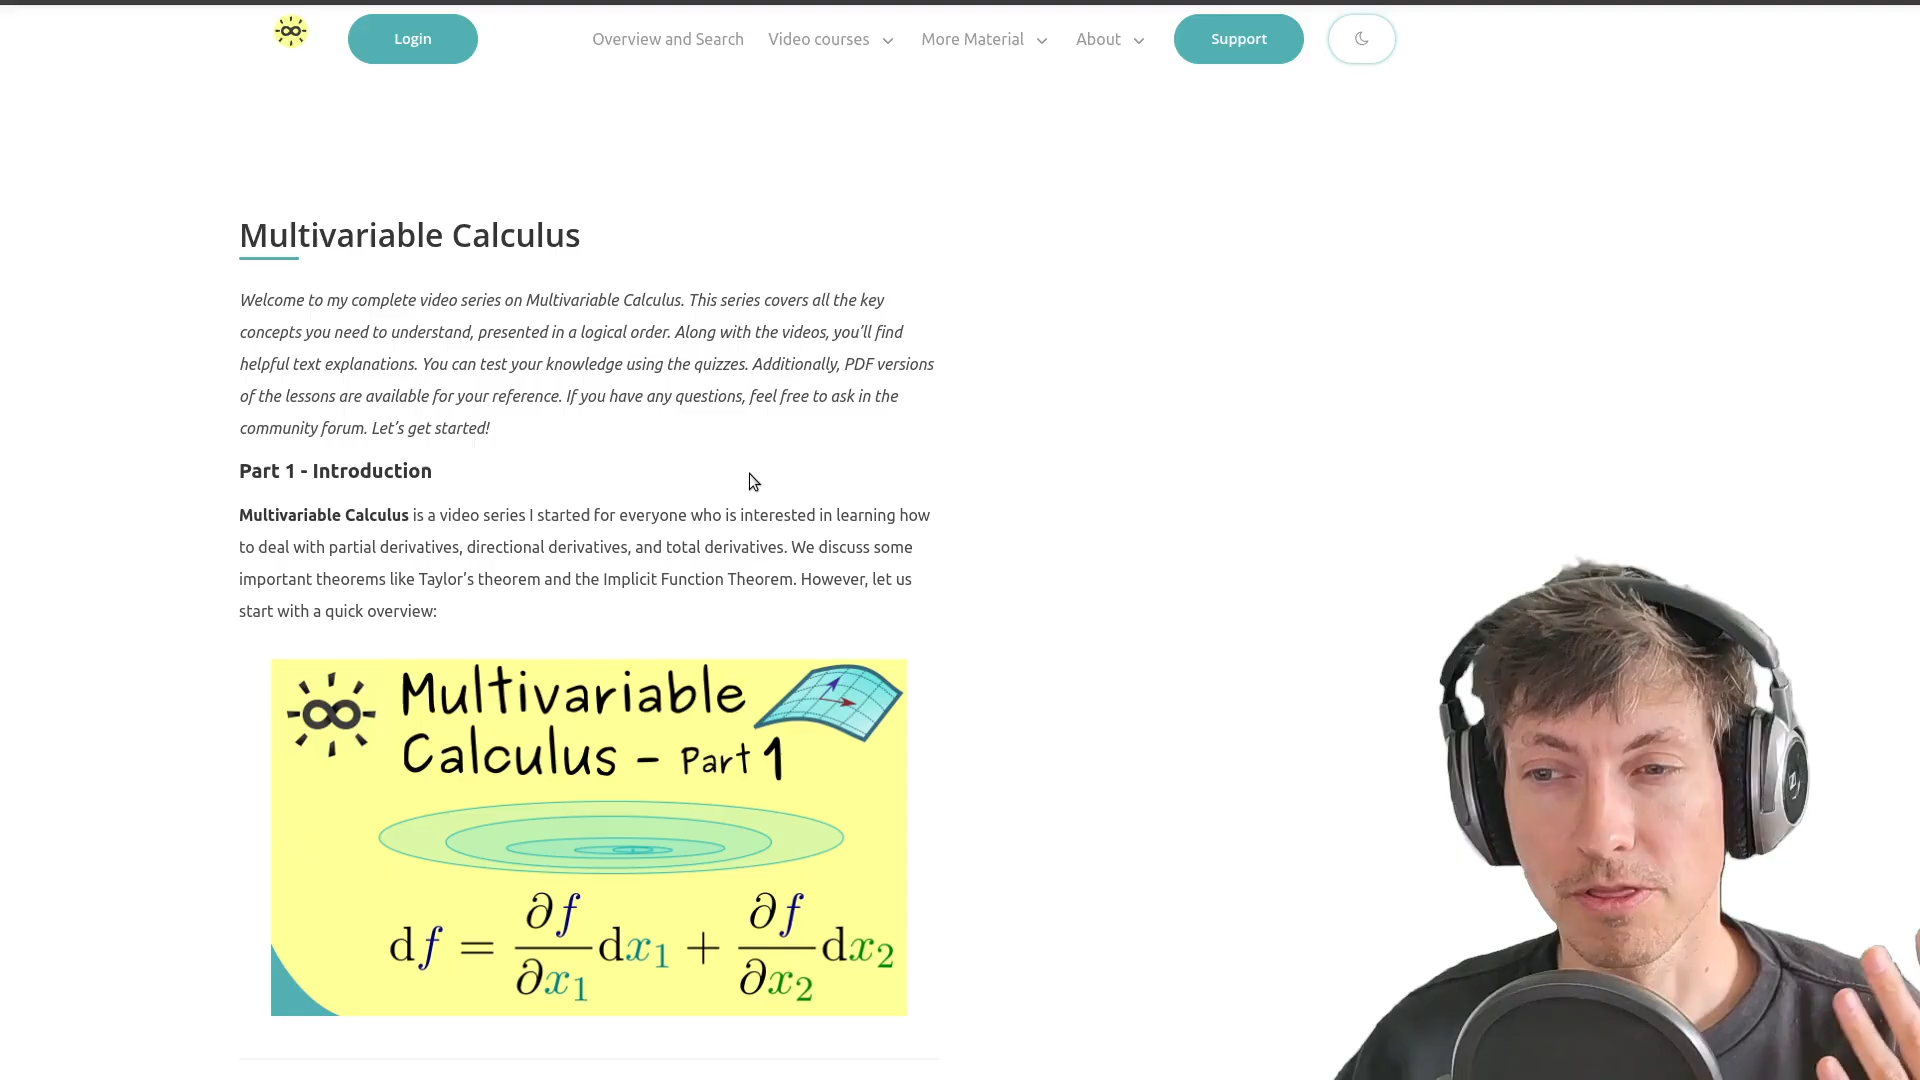 Login
Overview and Search
Video courses
More Material
About
Support
Multivariable Calculus
Welcome to my complete video series on Multivariable Calculus. This series covers all the key
concepts you need to understand, presented in a logical order. Along with the videos, you'll find
helpful text explanations. You can test your knowledge using the quizzes. Additionally, PDF versions
of the lessons are available for your reference. If you have any questions, feel free to ask in the
community forum. Let's get started!
Part 1 - Introduction
Multivariable Calculus is a video series I started for everyone who is interested in learning how
to deal with partial derivatives, directional derivatives, and total derivatives. We discuss some
important theorems like Taylor's theorem and the Implicit Function Theorem. However, let us
start with a quick overview:
Multivariable
Calculus - Part 1
df = ∂f/∂x₁ dx₁ + ∂f/∂x₂ dx₂